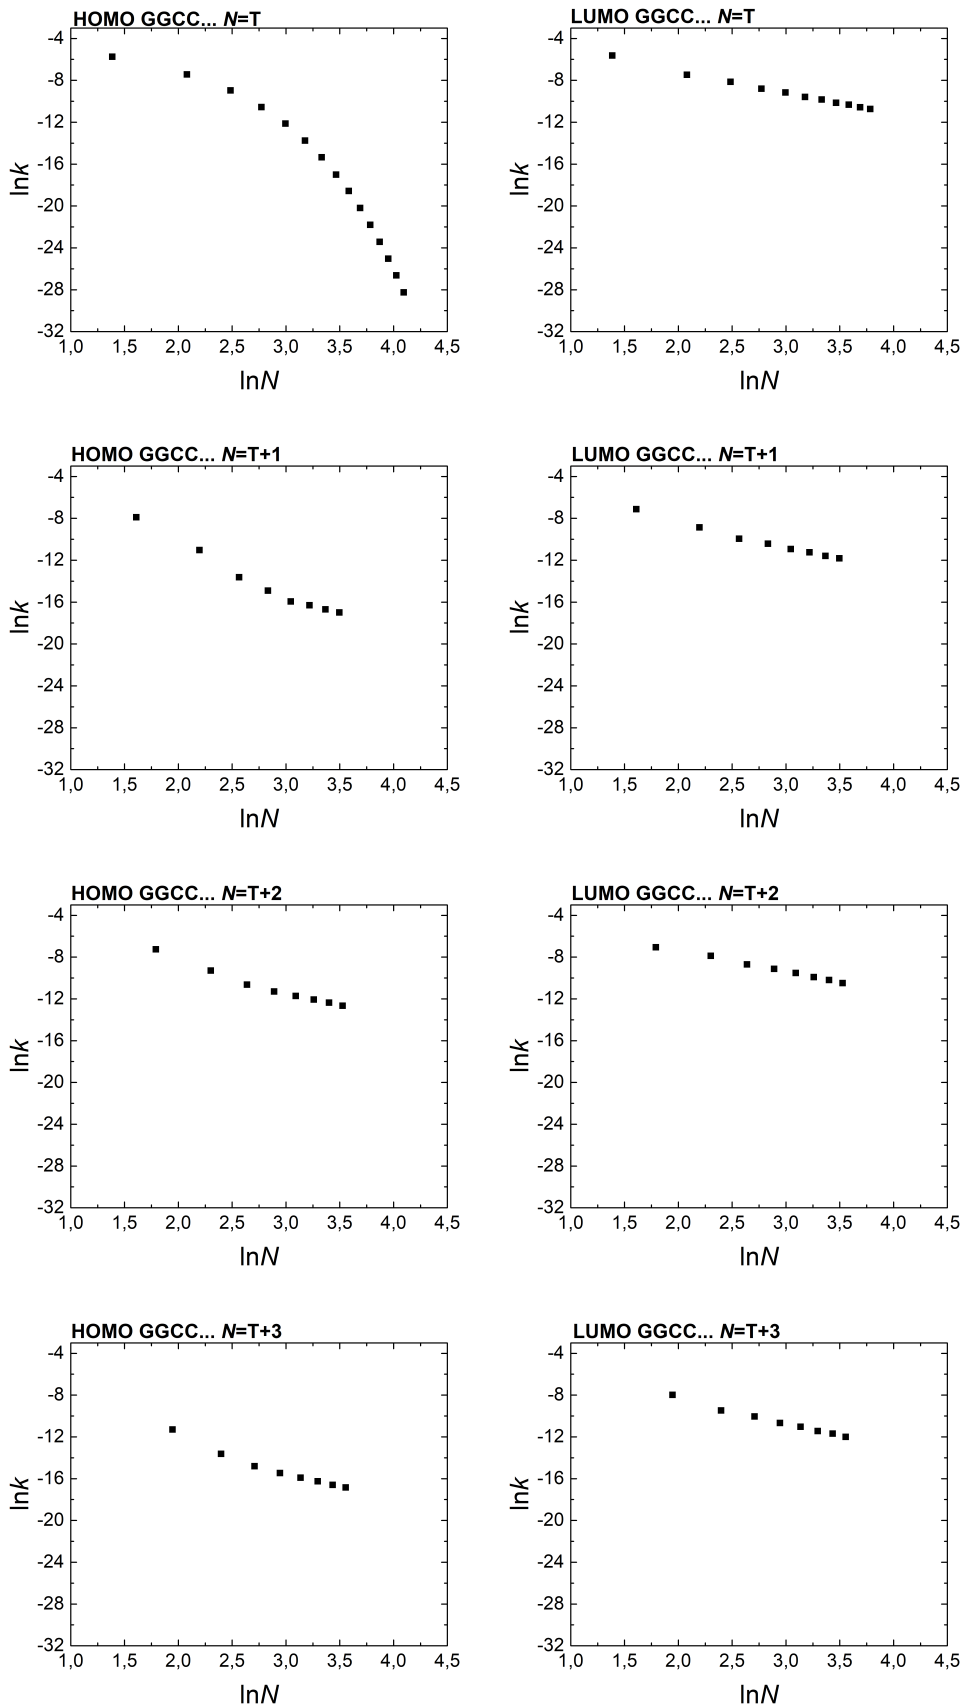 HOMO GGCC... N=T
-4
-8
-12
-16
-20
-24
-28
-32
lnk
1,0 1,5 2,0 2,5 3,0 3,5 4,0 4,5
lnN
LUMO GGCC... N=T
-4
-8
-12
-16
-20
-24
-28
-32
lnk
1,0 1,5 2,0 2,5 3,0 3,5 4,0 4,5
lnN
HOMO GGCC... N=T+1
-4
-8
-12
-16
-20
-24
-28
-32
lnk
1,0 1,5 2,0 2,5 3,0 3,5 4,0 4,5
lnN
LUMO GGCC... N=T+1
-4
-8
-12
-16
-20
-24
-28
-32
lnk
1,0 1,5 2,0 2,5 3,0 3,5 4,0 4,5
lnN
HOMO GGCC... N=T+2
-4
-8
-12
-16
-20
-24
-28
-32
lnk
1,0 1,5 2,0 2,5 3,0 3,5 4,0 4,5
lnN
LUMO GGCC... N=T+2
-4
-8
-12
-16
-20
-24
-28
-32
lnk
1,0 1,5 2,0 2,5 3,0 3,5 4,0 4,5
lnN
HOMO GGCC... N=T+3
-4
-8
-12
-16
-20
-24
-28
-32
lnk
1,0 1,5 2,0 2,5 3,0 3,5 4,0 4,5
lnN
LUMO GGCC... N=T+3
-4
-8
-12
-16
-20
-24
-28
-32
lnk
1,0 1,5 2,0 2,5 3,0 3,5 4,0 4,5
lnN